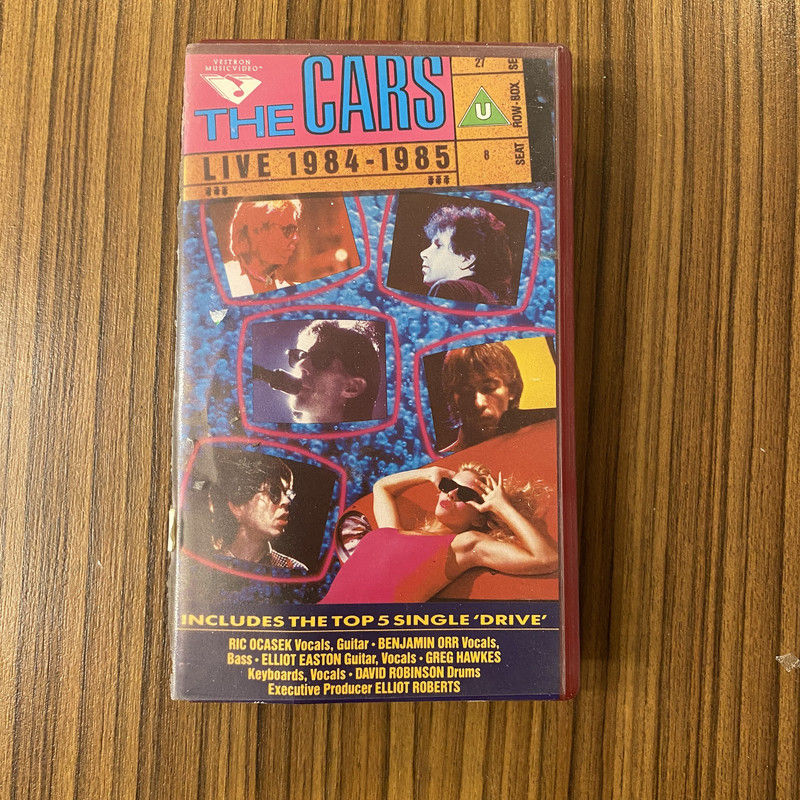 VESTRON
MUSICVIDEO™
THE CARS
LIVE 1984-1985
27
8
SEAT ROW-BOX SE
U
INCLUDES THE TOP 5 SINGLE 'DRIVE'
RIC OCASEK Vocals, Guitar • BENJAMIN ORR Vocals,
Bass • ELLIOT EASTON Guitar, Vocals • GREG HAWKES
Keyboards, Vocals • DAVID ROBINSON Drums
Executive Producer ELLIOT ROBERTS